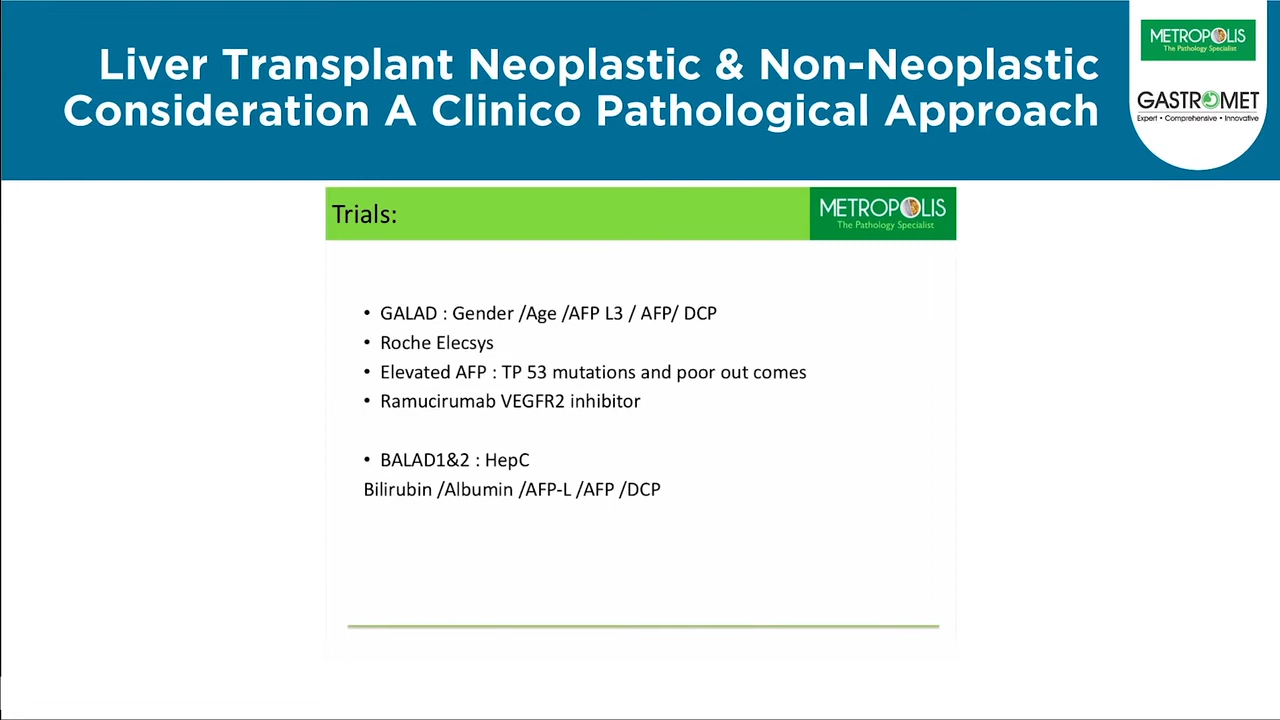 Liver Transplant Neoplastic & Non-Neoplastic
Consideration A Clinico Pathological Approach
METROPOLIS
The Pathology Specialist
GASTROMET
Expert • Comprehensive • Innovative
Trials:
METROPOLIS
The Pathology Specialist
• GALAD : Gender /Age /AFP L3 / AFP/ DCP
• Roche Elecsys
• Elevated AFP : TP 53 mutations and poor out comes
• Ramucirumab VEGFR2 inhibitor
• BALAD1&2 : HepC
Bilirubin /Albumin /AFP-L /AFP /DCP